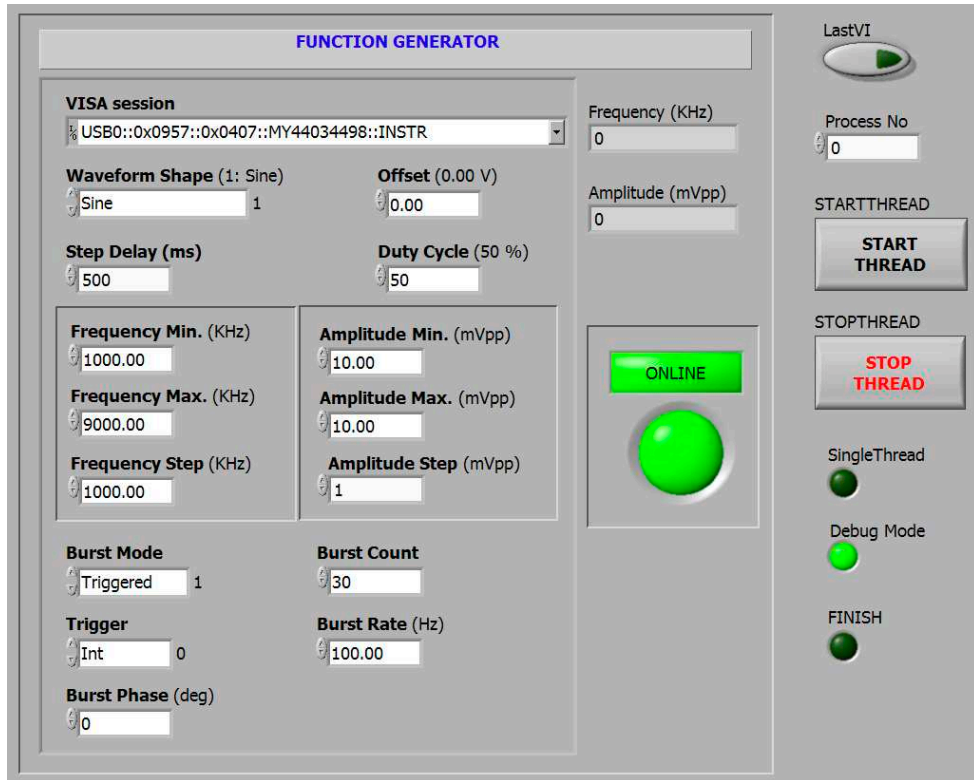 FUNCTION GENERATOR
VISA session
USB0::0x0957::0x0407::MY44034498::INSTR
Waveform Shape (1: Sine)
Sine 1
Offset (0.00 V)
0.00
Step Delay (ms)
500
Duty Cycle (50 %)
50
Frequency Min. (KHz)
1000.00
Frequency Max. (KHz)
9000.00
Frequency Step (KHz)
1000.00
Amplitude Min. (mVpp)
10.00
Amplitude Max. (mVpp)
10.00
Amplitude Step (mVpp)
1
Burst Mode
Triggered 1
Burst Count
30
Trigger
Int 0
Burst Rate (Hz)
100.00
Burst Phase (deg)
0
Frequency (KHz)
0
Amplitude (mVpp)
0
ONLINE
LastVI
Process No
0
STARTTHREAD
START
THREAD
STOPTHREAD
STOP
THREAD
SingleThread
Debug Mode
FINISH